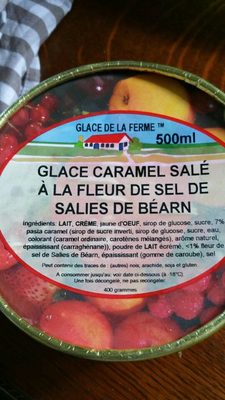 GLACE DE LA FERME ™
500ml
GLACE CARAMEL SALÉ
À LA FLEUR DE SEL DE
SALIES DE BÉARN
Ingrédients: LAIT, CRÈME, jaune d'OEUF, sirop de glucose, sucre, 7%
pasta caramel (sirop de sucre inverti, sirop de glucose, sucre, eau,
colorant (caramel ordinaire, carotènes mélanges), arôme naturel,
épaississant (carraghénane)), poudre de LAIT écrémé, <1% fleur de
sel de Salies de Béarn, épaississant (gomme de caroube), sel
Peut contenir des traces de : (autres) noix, arachide, soja et gluten.
A consommer jusqu'au: voir date ci-dessous (à -18°C)
Une fois décongelé, ne pas recongeler.
400 grammes